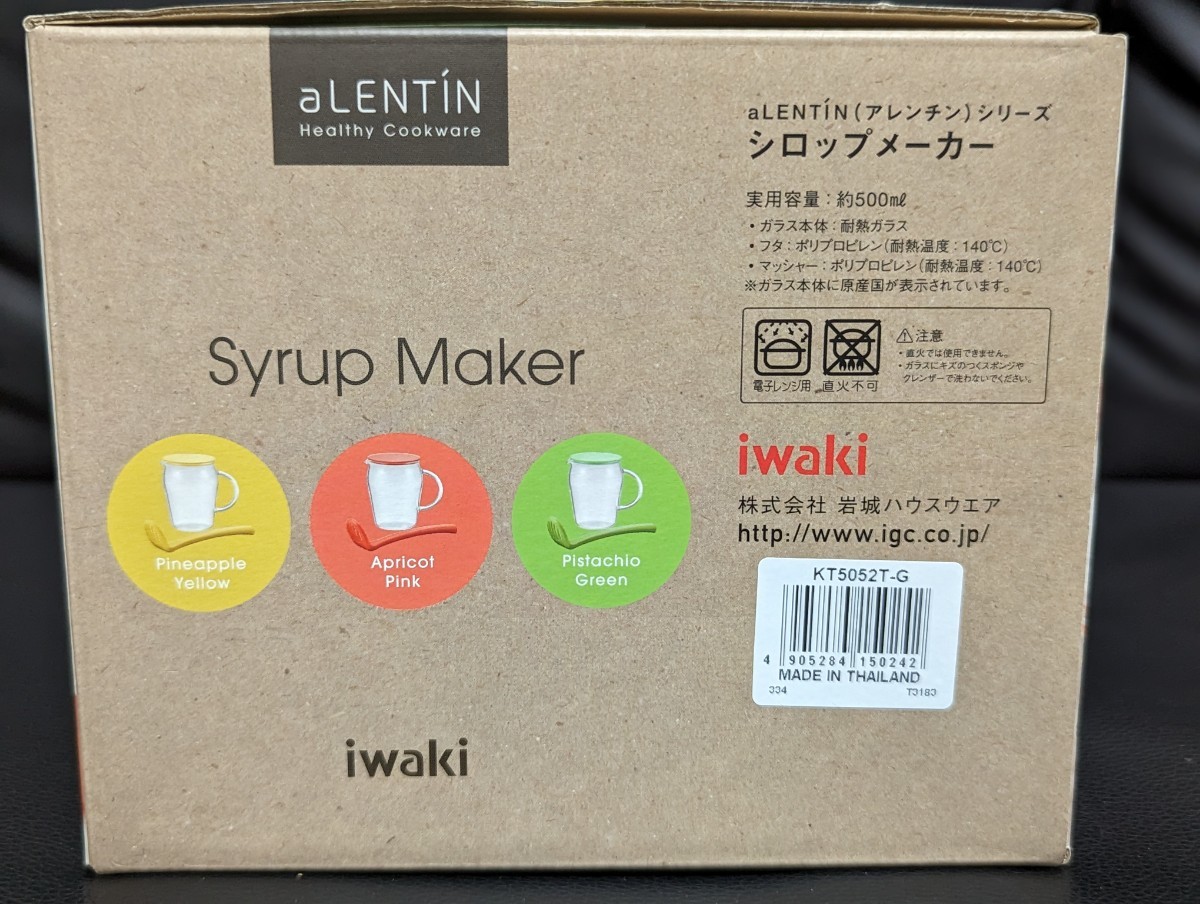 aLENTÍN
Healthy Cookware
Syrup Maker
Pineapple
Yellow
Apricot
Pink
Pistachio
Green
iwaki
aLENTÍN(アレンチン)シリーズ
シロップメーカー
実用容量:約500㎖
・ガラス本体:耐熱ガラス
・フタ:ポリプロピレン(耐熱温度:140℃)
・マッシャー:ポリプロピレン(耐熱温度:140℃)
※ガラス本体に原産国が表示されています。
電子レンジ用 直火不可
⚠注意
・直火では使用できません。
・ガラスにキズのつくスポンジや
クレンザーで洗わないでください。
iwaki
株式会社 岩城ハウスウエア
http://www.igc.co.jp/
KT5052T-G
4 905284 150242
MADE IN THAILAND
334 T3183